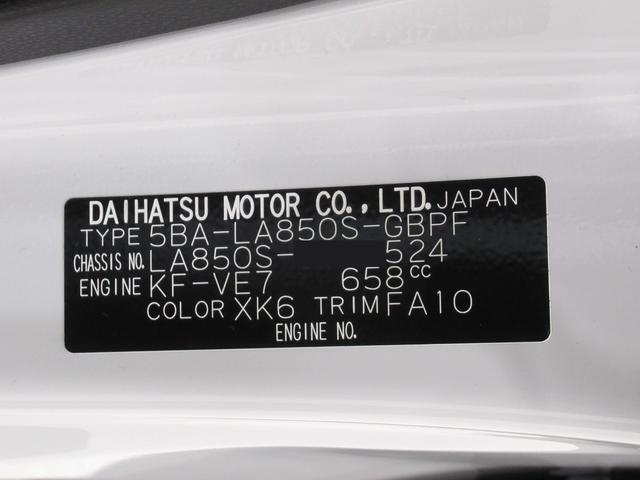 DAIHATSU MOTOR CO., LTD. JAPAN
TYPE 5BA-LA850S-GBPF
CHASSIS NO. LA850S- 524
ENGINE KF-VE7 658CC
COLOR XK6 TRIM FA10
ENGINE NO.